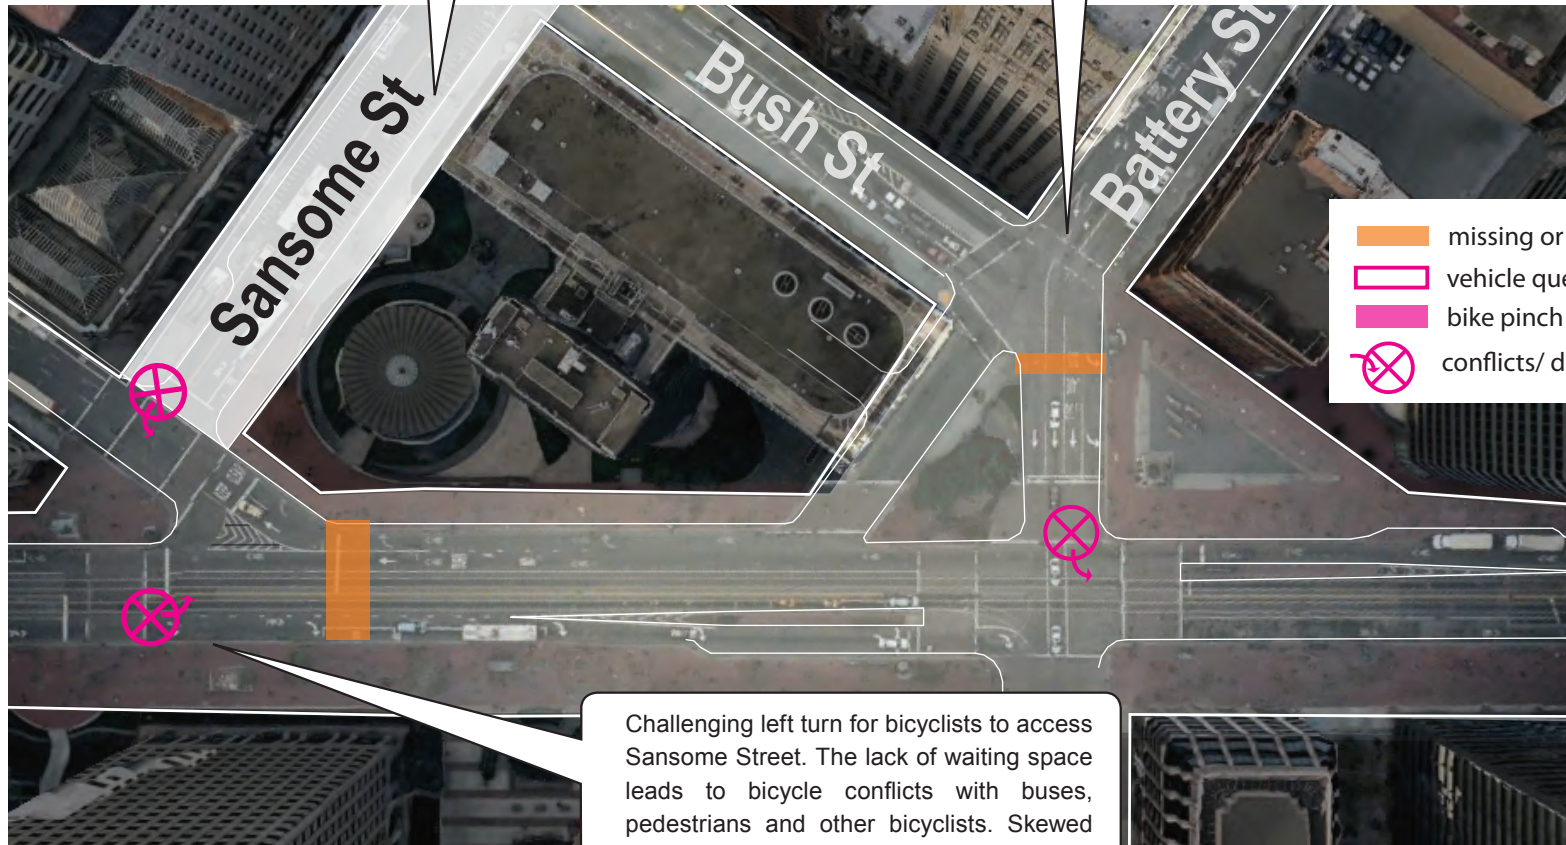 Sansome St
Bush St
Battery St
missing or
vehicle que
bike pinch
conflicts/ d
Challenging left turn for bicyclists to access
Sansome Street. The lack of waiting space
leads to bicycle conflicts with buses,
pedestrians and other bicyclists. Skewed